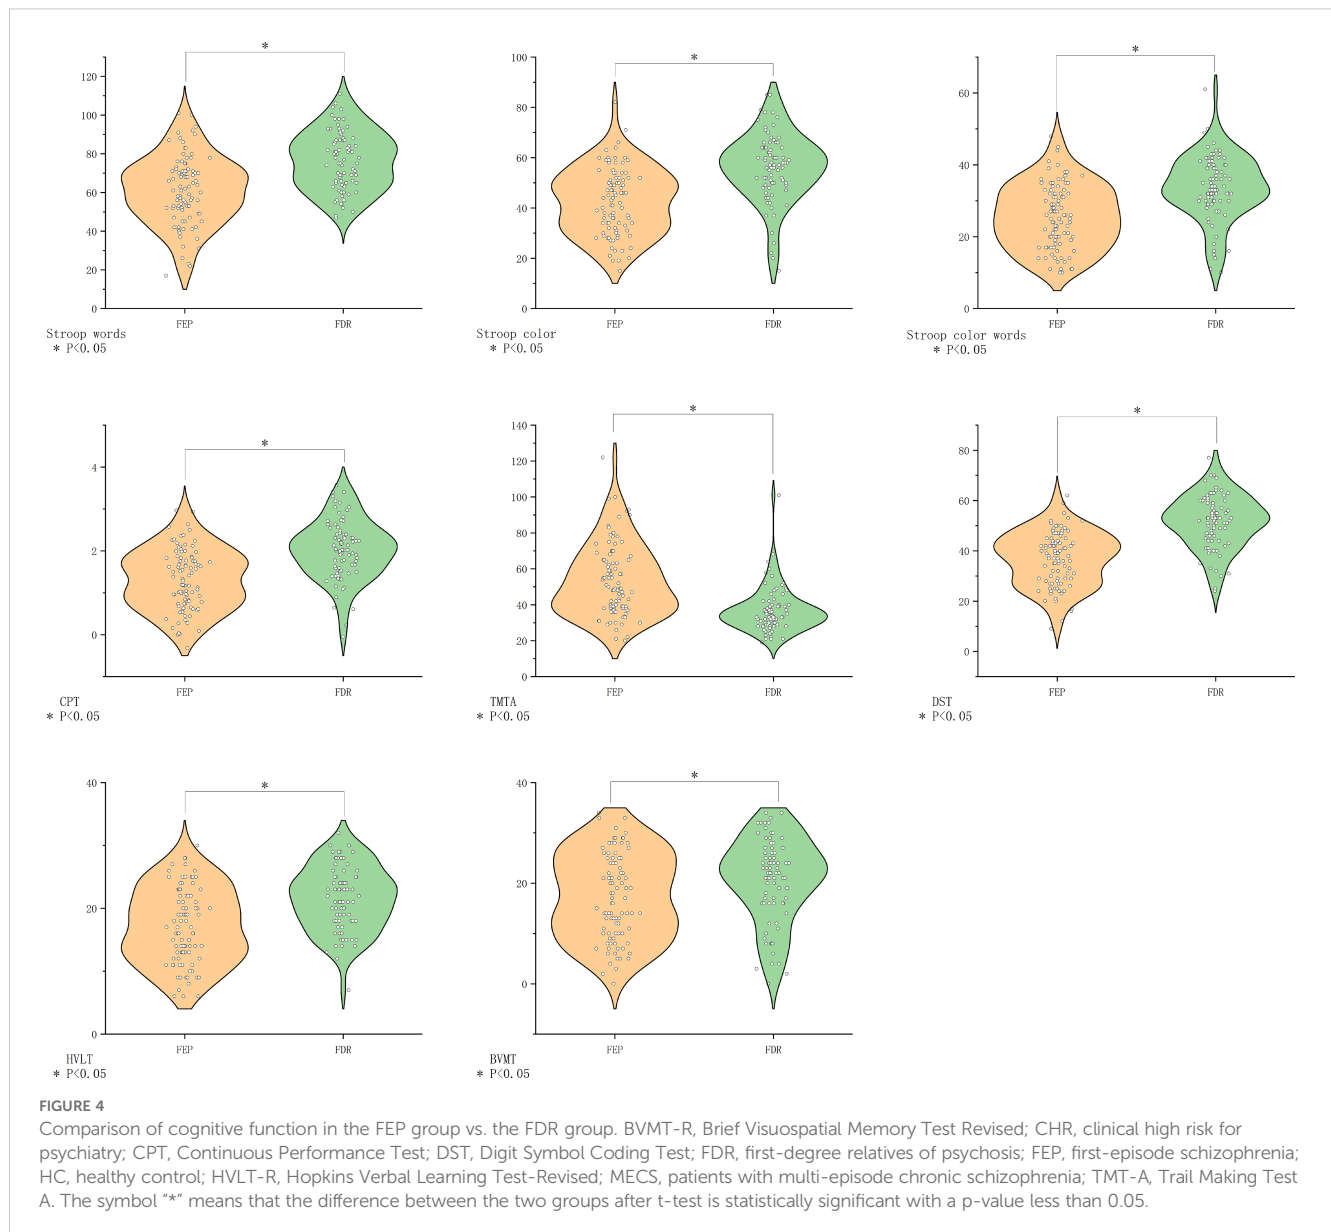 *
120
100
80
60
40
20
0
FEP FDR
Stroop words
* P<0.05
*
100
80
60
40
20
0
FEP FDR
Stroop color
* P<0.05
*
60
40
20
0
FEP FDR
Stroop color words
* P<0.05
*
4
2
0
FEP FDR
CPT
* P<0.05
*
140
120
100
80
60
40
20
0
FEP FDR
TMTA
* P<0.05
*
80
60
40
20
0
FEP FDR
DST
* P<0.05
*
40
20
0
FEP FDR
HVLT
* P<0.05
*
40
20
0
FEP FDR
BVMT
* P<0.05
FIGURE 4
Comparison of cognitive function in the FEP group vs. the FDR group. BVMT-R, Brief Visuospatial Memory Test Revised; CHR, clinical high risk for
psychiatry; CPT, Continuous Performance Test; DST, Digit Symbol Coding Test; FDR, first-degree relatives of psychosis; FEP, first-episode schizophrenia;
HC, healthy control; HVLT-R, Hopkins Verbal Learning Test-Revised; MECS, patients with multi-episode chronic schizophrenia; TMT-A, Trail Making Test
A. The symbol “*” means that the difference between the two groups after t-test is statistically significant with a p-value less than 0.05.